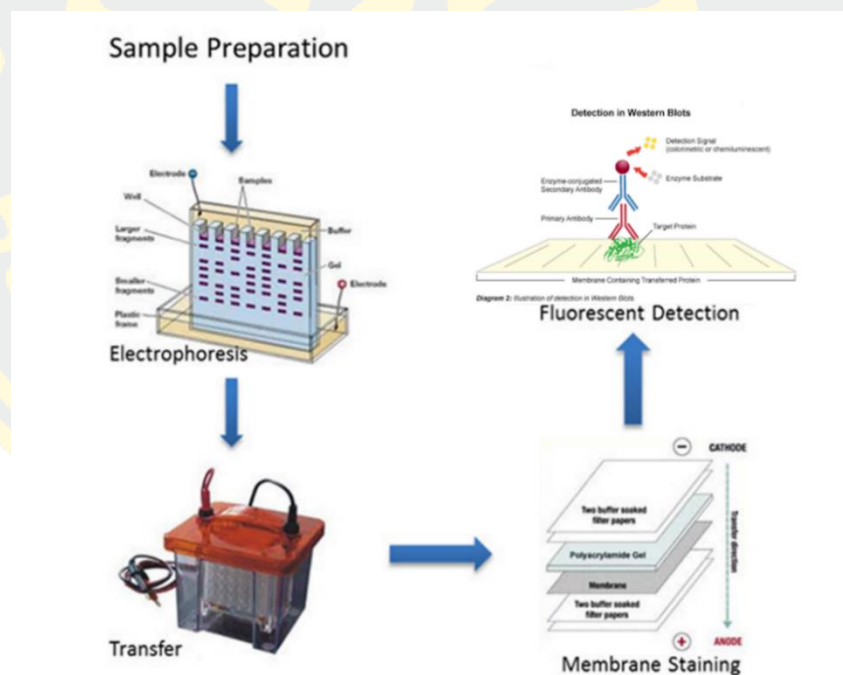 Sample Preparation
Electrode
Samples
Well
Buffer
Larger
fragments
Gel
Smaller
fragments
Electrode
Plastic
frame
Electrophoresis
Transfer
−
CATHODE
Two buffer soaked
filter papers
Polyacrylamide Gel
Membrane
Two buffer soaked
filter papers
Transfer direction
+
ANODE
Membrane Staining
Detection in Western Blots
Detection Signal
(colorimetric or chemiluminescent)
Enzyme-conjugated
Secondary Antibody
Enzyme Substrate
Primary Antibody
Target Protein
Membrane Containing Transferred Protein
Diagram 2: Illustration of detection in Western Blots.
Fluorescent Detection